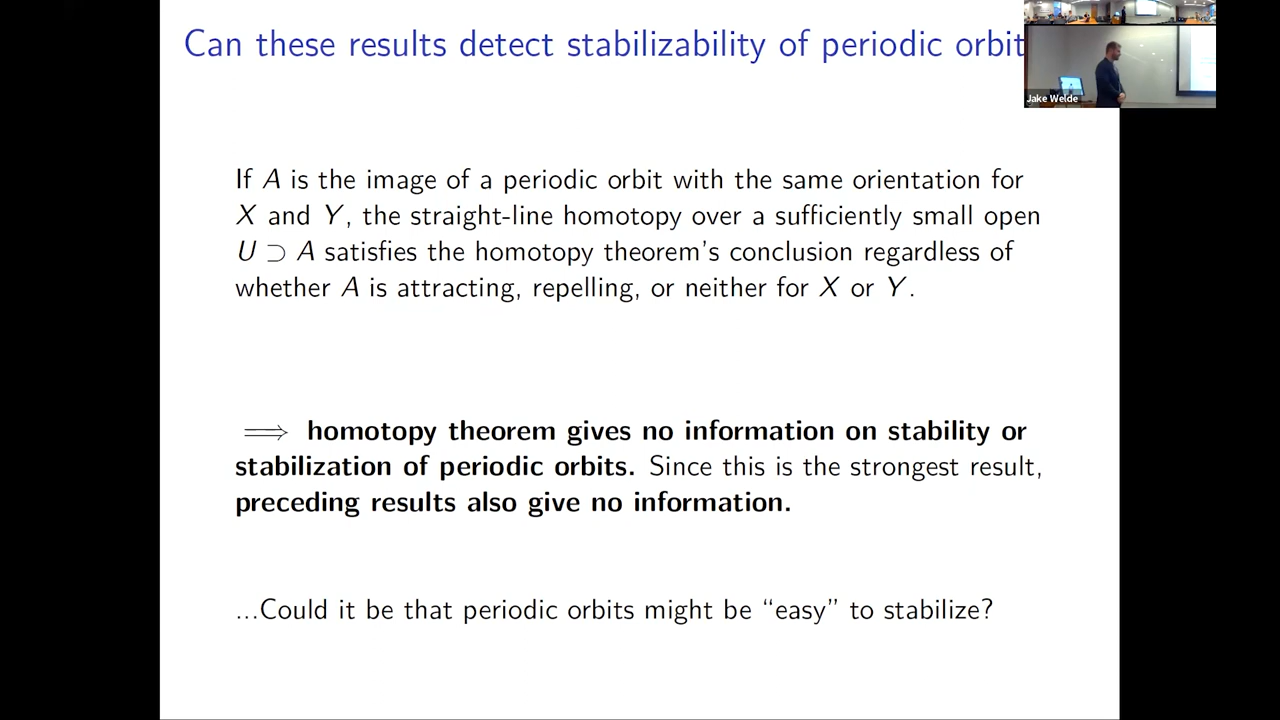 Can these results detect stabilizability of periodic orbit
Jake Welde
If A is the image of a periodic orbit with the same orientation for
X and Y, the straight-line homotopy over a sufficiently small open
U ⊃ A satisfies the homotopy theorem's conclusion regardless of
whether A is attracting, repelling, or neither for X or Y.
⟹ homotopy theorem gives no information on stability or
stabilization of periodic orbits. Since this is the strongest result,
preceding results also give no information.
...Could it be that periodic orbits might be “easy” to stabilize?